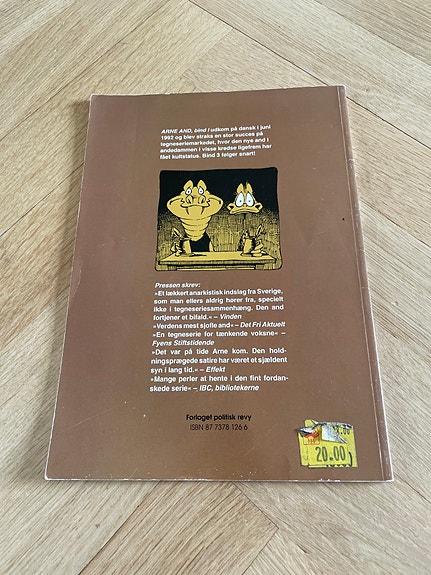 ARNE AND, bind I udkom på dansk i juni
1992 og blev straks en stor succes på
tegneseriemarkedet, hvor den nye and i
andedammen i visse kredse ligefrem har
fået kultstatus. Bind 3 følger snart!
Pressen skrev:
»Et lækkert anarkistisk indslag fra Sverige,
som man ellers aldrig hører fra, specielt
ikke i tegneseriesammenhæng. Den and
fortjener et bifald.« – Vinden
»Verdens mest sjofle and« – Det Fri Aktuelt
»En tegneserie for tænkende voksne« –
Fyens Stiftstidende
»Det var på tide Arne kom. Den hold-
ningsprægede satire har været et sjældent
syn i lang tid.« – Effekt
»Mange perler at hente i den fint fordan-
skede serie« – IBC, bibliotekerne
Forlaget politisk revy
ISBN 87 7378 126 6
20.00